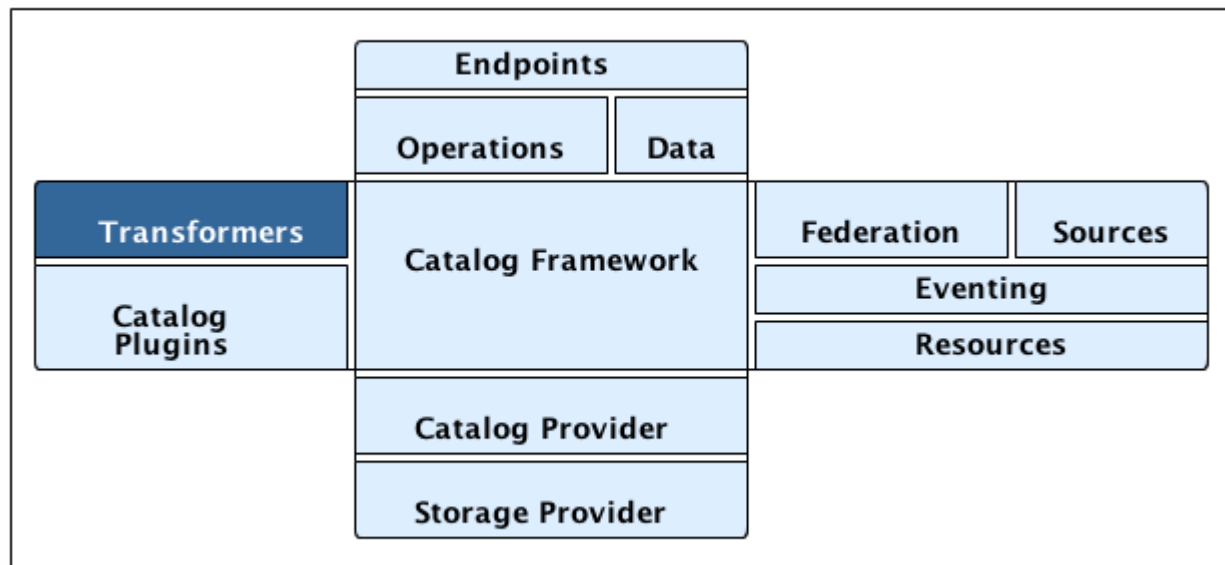 Endpoints
Operations
Data
Transformers
Catalog Framework
Federation
Sources
Catalog
Plugins
Eventing
Resources
Catalog Provider
Storage Provider